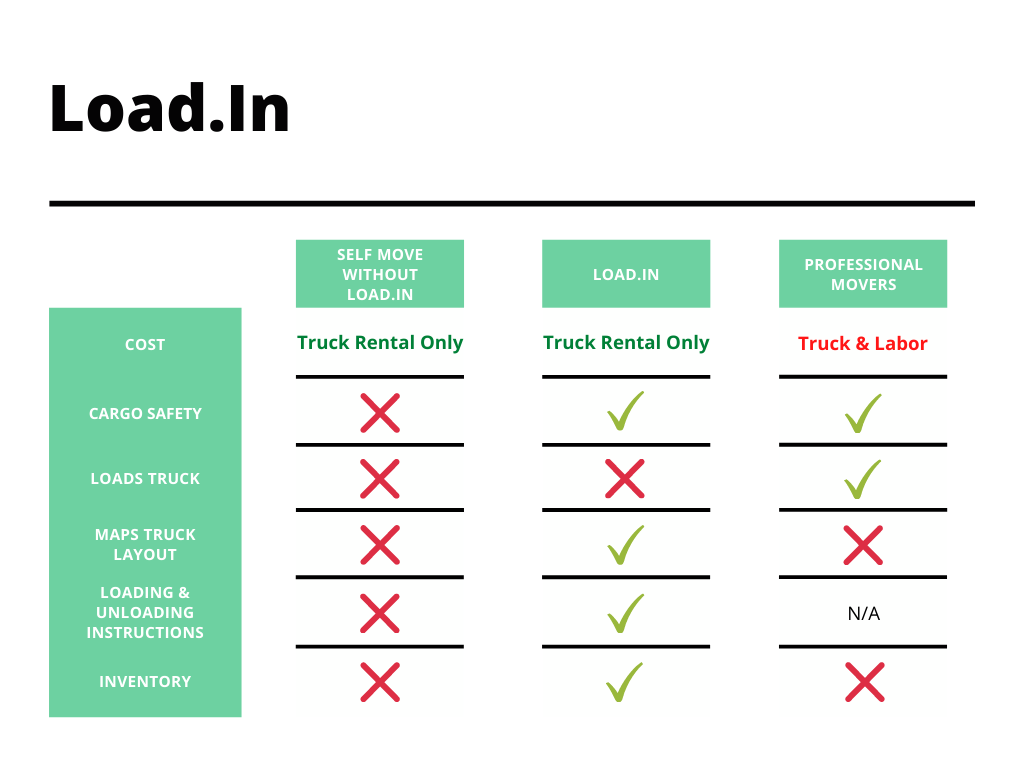 Load.In
SELF MOVE
WITHOUT
LOAD.IN
LOAD.IN
PROFESSIONAL
MOVERS
COST
Truck Rental Only
Truck Rental Only
Truck & Labor
CARGO SAFETY
LOADS TRUCK
MAPS TRUCK
LAYOUT
LOADING &
UNLOADING
INSTRUCTIONS
N/A
INVENTORY